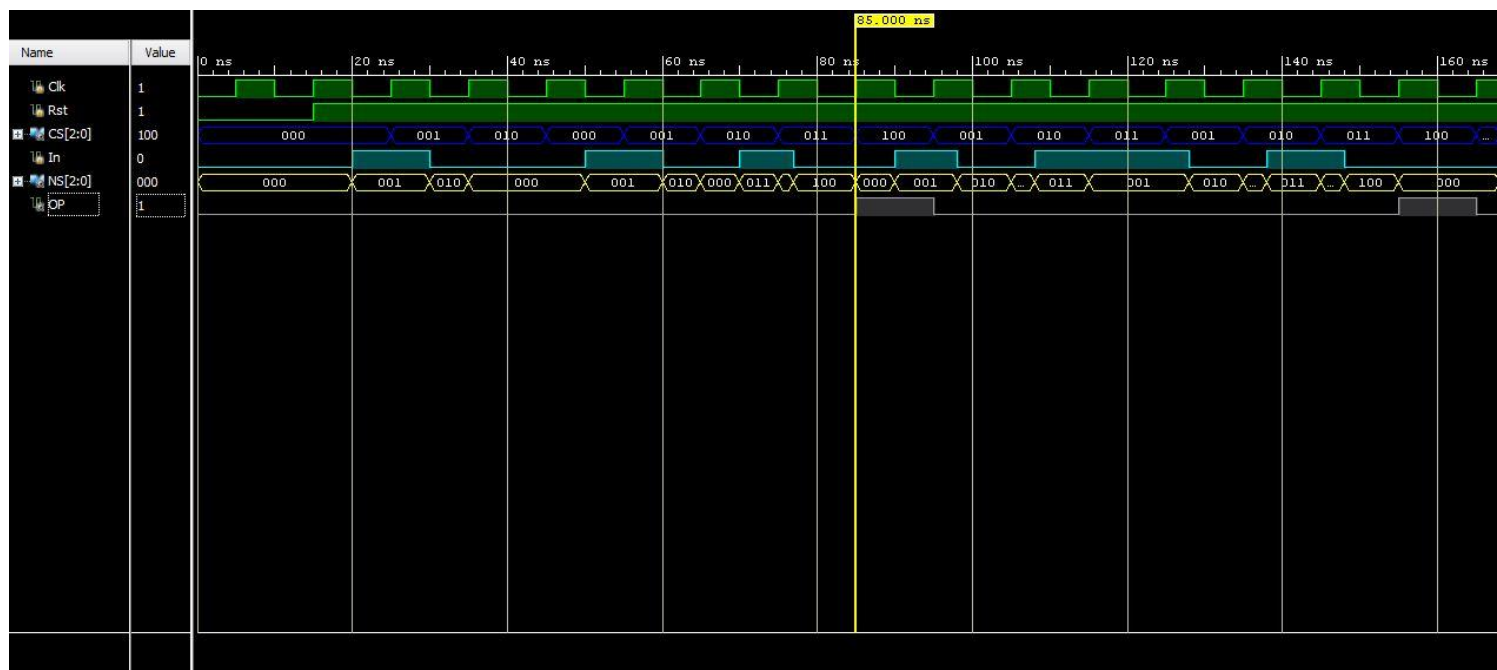 85.000 ns
Name Value
0 ns 20 ns 40 ns 60 ns 80 ns 100 ns 120 ns 140 ns 160 ns
Clk 1
Rst 1
CS[2:0] 100 000 001 010 000 001 010 011 100 001 010 011 001 010 011 100 ...
In 0
NS[2:0] 000 000 001 010 000 001 010 000 011 100 000 001 010 ... 011 001 010 ... 011 ... 100 000
OP 1